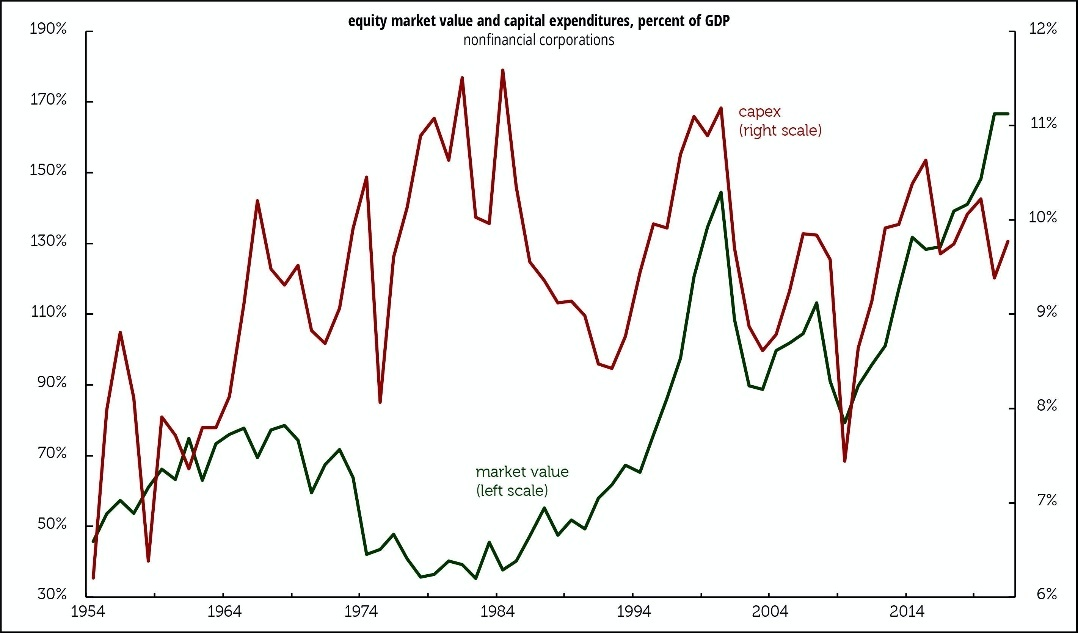 equity market value and capital expenditures, percent of GDP
nonfinancial corporations
190%
170%
150%
130%
110%
90%
70%
50%
30%
12%
11%
10%
9%
8%
7%
6%
capex
(right scale)
market value
(left scale)
1954 1964 1974 1984 1994 2004 2014